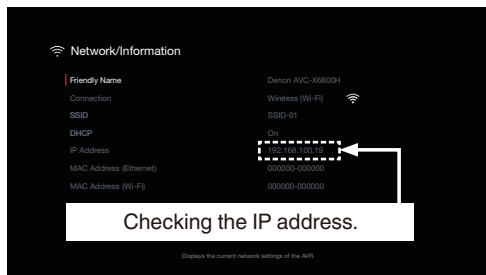 Network/Information
Friendly Name Denon AVC-X6800H
Connection Wireless (Wi-Fi)
SSID SSID-01
DHCP On
IP Address 192.168.100.19
MAC Address (Ethernet) 000000-000000
MAC Address (Wi-Fi) 000000-000000
Checking the IP address.
Displays the current network settings of the AVR.